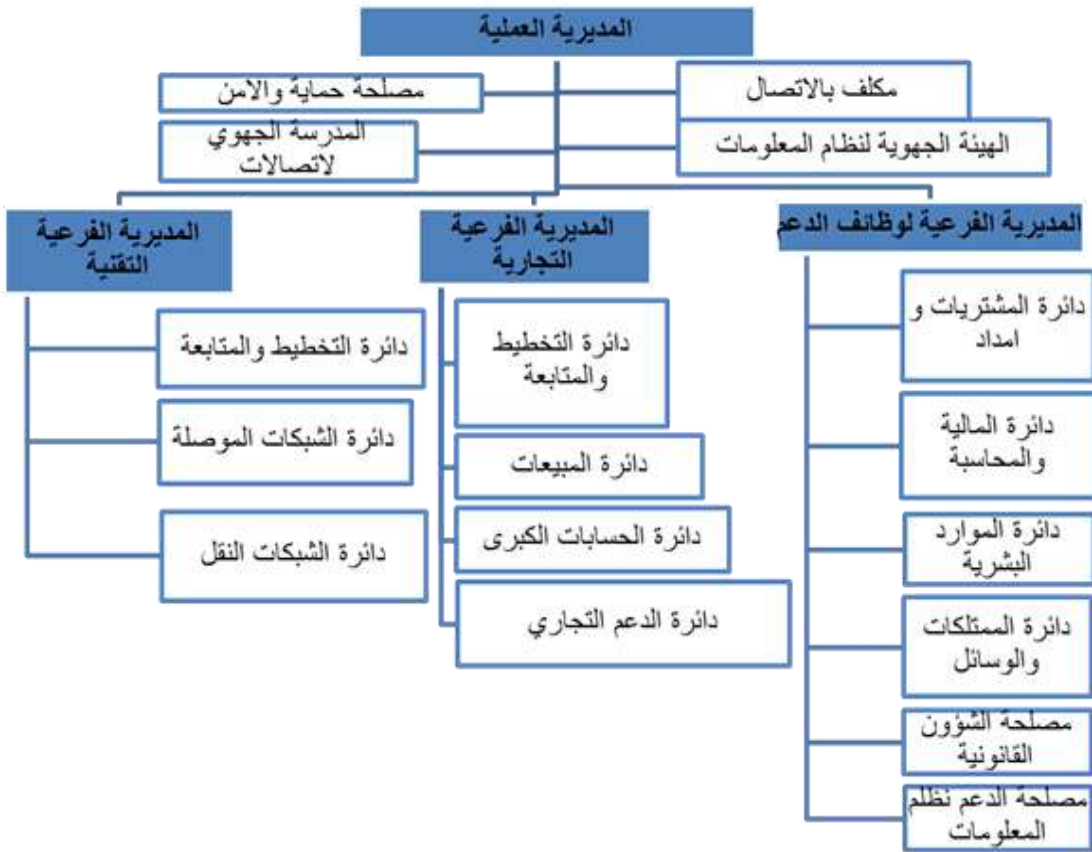 المديرية العملية
مكلف بالاتصال
مصلحة حماية والامن
الهيئة الجهوية لنظام المعلومات
المدرسة الجهوي
لاتصالات
المديرية الفرعية لوظائف الدعم
المديرية الفرعية
التجارية
المديرية الفرعية
التقنية
دائرة المشتريات و
امداد
دائرة المالية
والمحاسبة
دائرة الموارد
البشرية
دائرة الممتلكات
والوسائل
مصلحة الشؤون
القانونية
مصلحة الدعم نظلم
المعلومات
دائرة التخطيط
والمتابعة
دائرة المبيعات
دائرة الحسابات الكبرى
دائرة الدعم التجاري
دائرة التخطيط والمتابعة
دائرة الشبكات الموصلة
دائرة الشبكات النقل